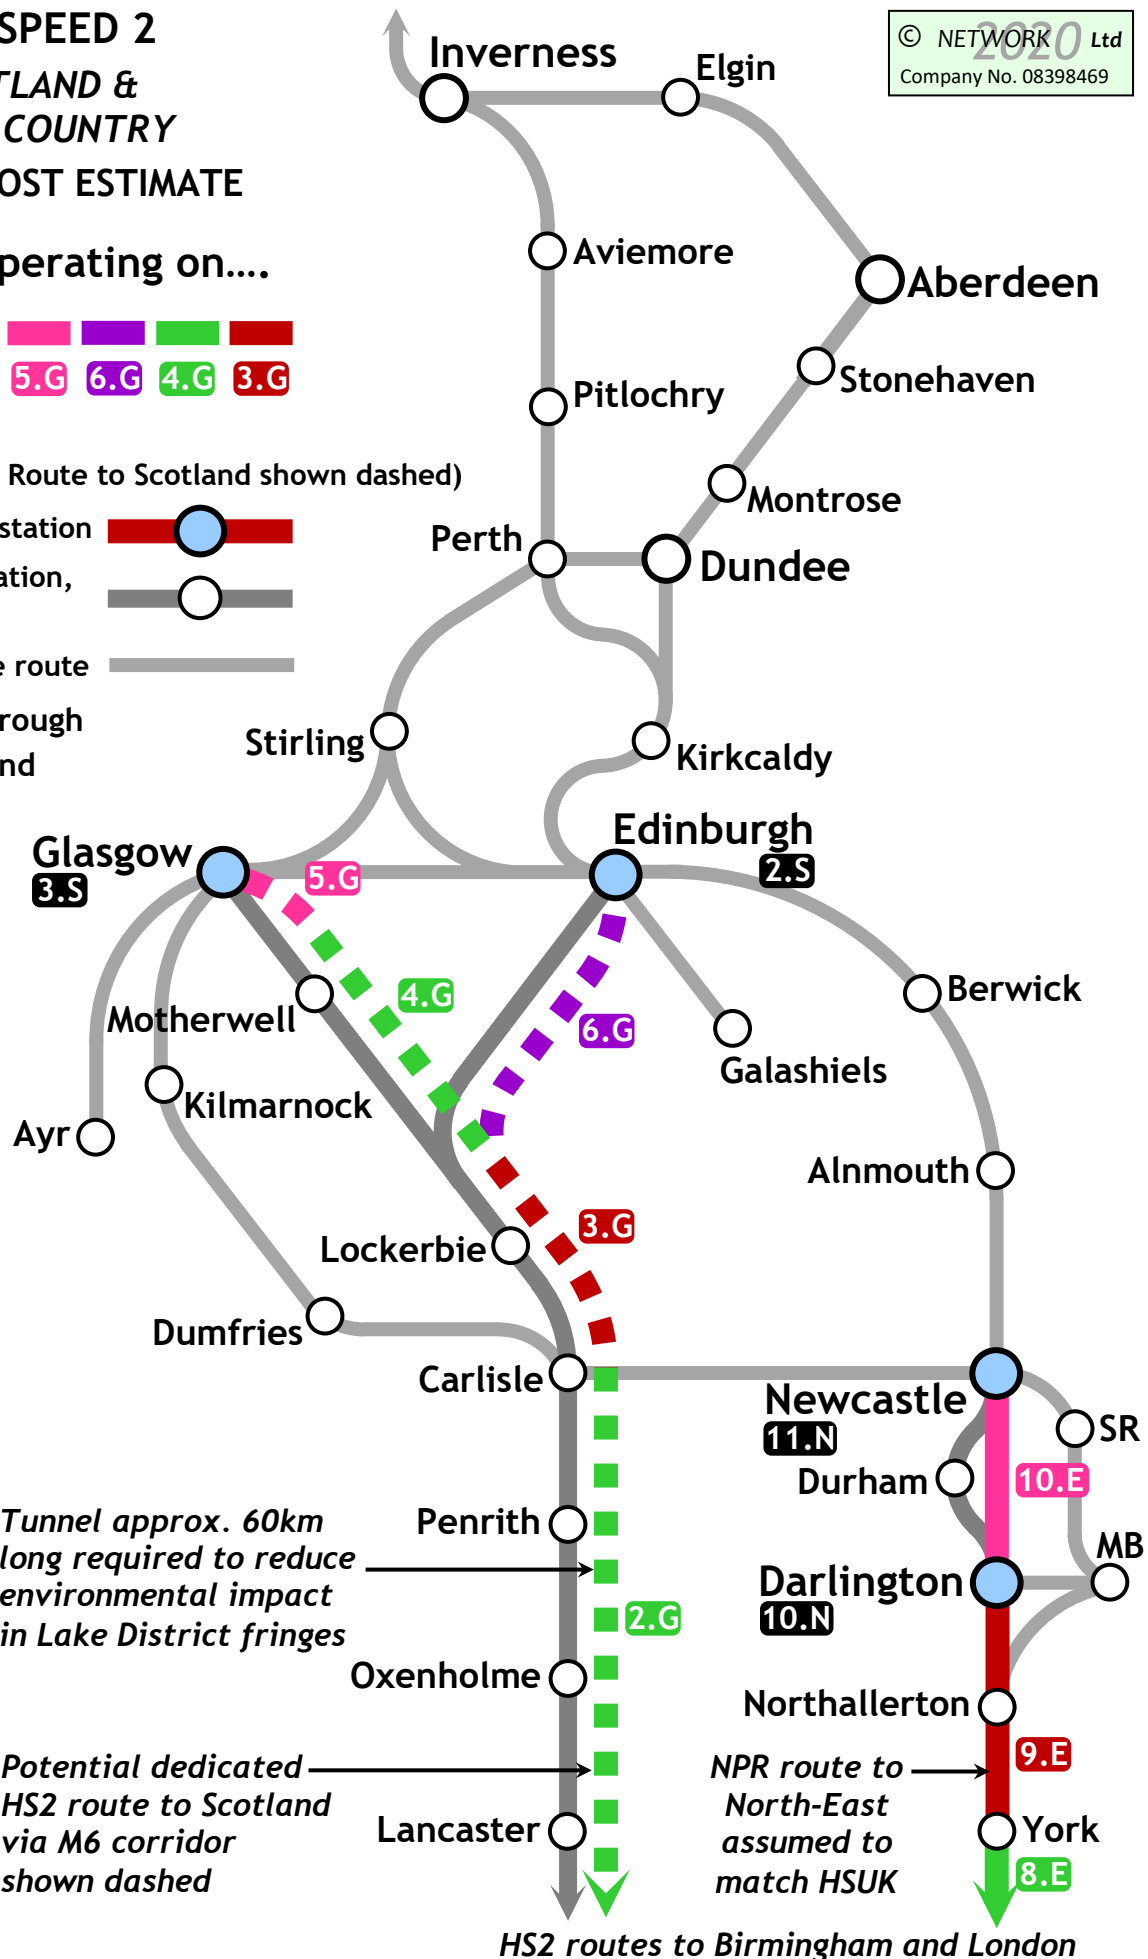 SPEED 2
TLAND &
COUNTRY
OST ESTIMATE
perating on....
5.G 6.G 4.G 3.G
Route to Scotland shown dashed)
station
ation,
e route
rough
nd
© NETWORK 2020 Ltd
Company No. 08398469
Inverness
Elgin
Aviemore
Aberdeen
Pitlochry
Stonehaven
Montrose
Perth
Dundee
Stirling
Kirkcaldy
Edinburgh
2.S
Glasgow
3.S
5.G
4.G
Berwick
Motherwell
6.G
Galashiels
Kilmarnock
Ayr
Alnmouth
3.G
Lockerbie
Dumfries
Carlisle
Newcastle
11.N
SR
Durham
10.E
Tunnel approx. 60km
long required to reduce
environmental impact
in Lake District fringes
Penrith
MB
Darlington
10.N
2.G
Oxenholme
Northallerton
9.E
Potential dedicated
HS2 route to Scotland
via M6 corridor
shown dashed
NPR route to
North-East
assumed to
match HSUK
Lancaster
York
8.E
HS2 routes to Birmingham and London